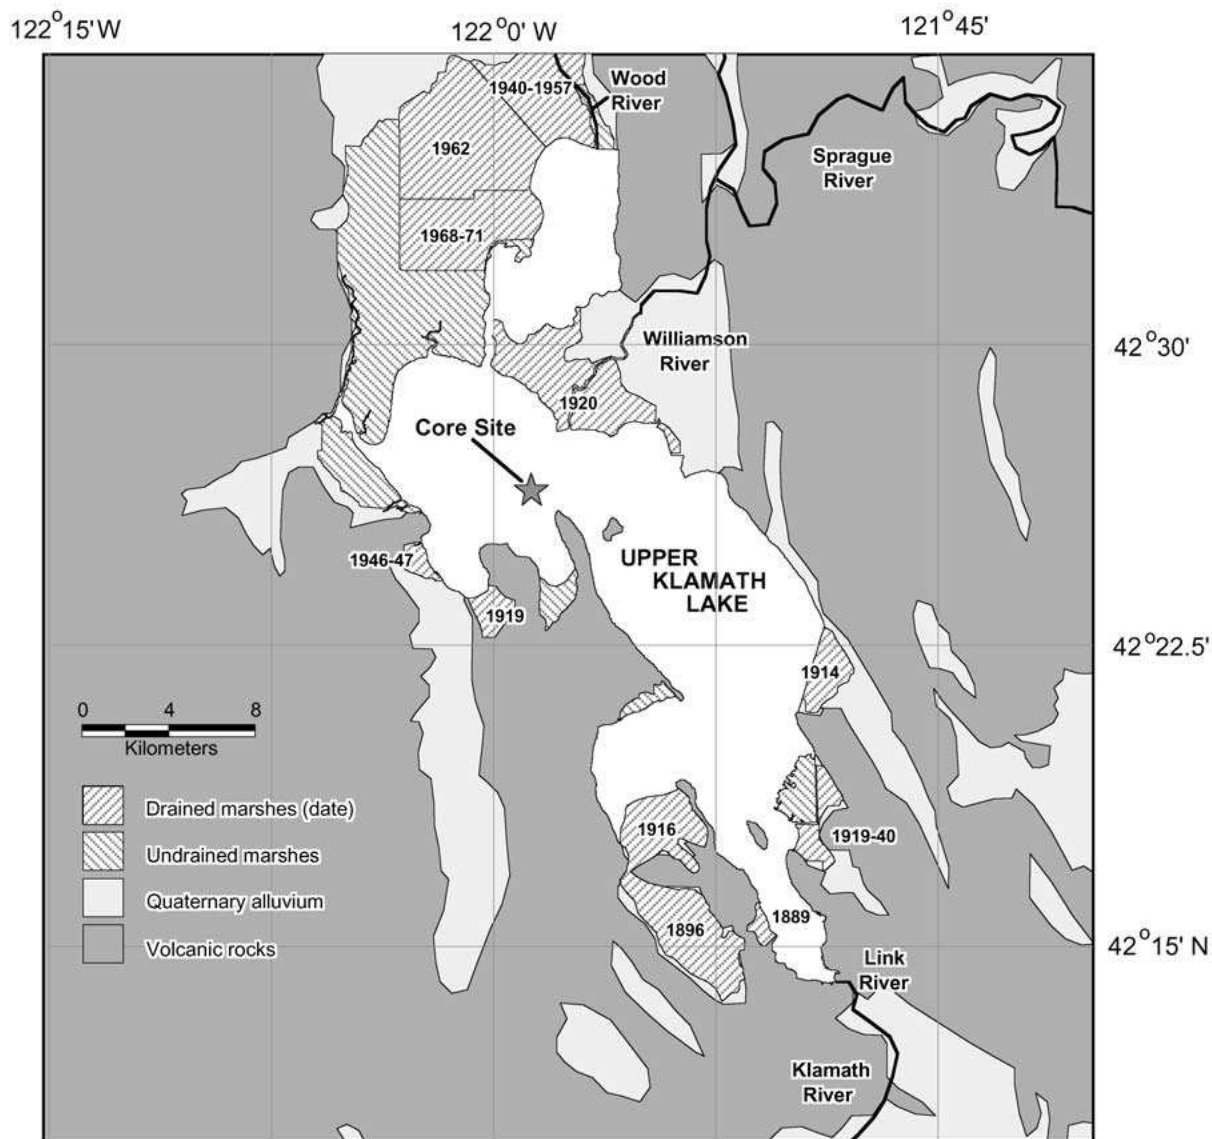 122°15' W
122°0' W
121°45'
Wood
River
1940-1957
1962
Sprague
River
1968-71
Williamson
River
42°30'
1920
Core Site
1946-47
UPPER
KLAMATH
LAKE
1919
42°22.5'
1914
0 4 8
Kilometers
Drained marshes (date)
1916
1919-40
Undrained marshes
Quaternary alluvium
1889
1896
Volcanic rocks
42°15' N
Link
River
Klamath
River